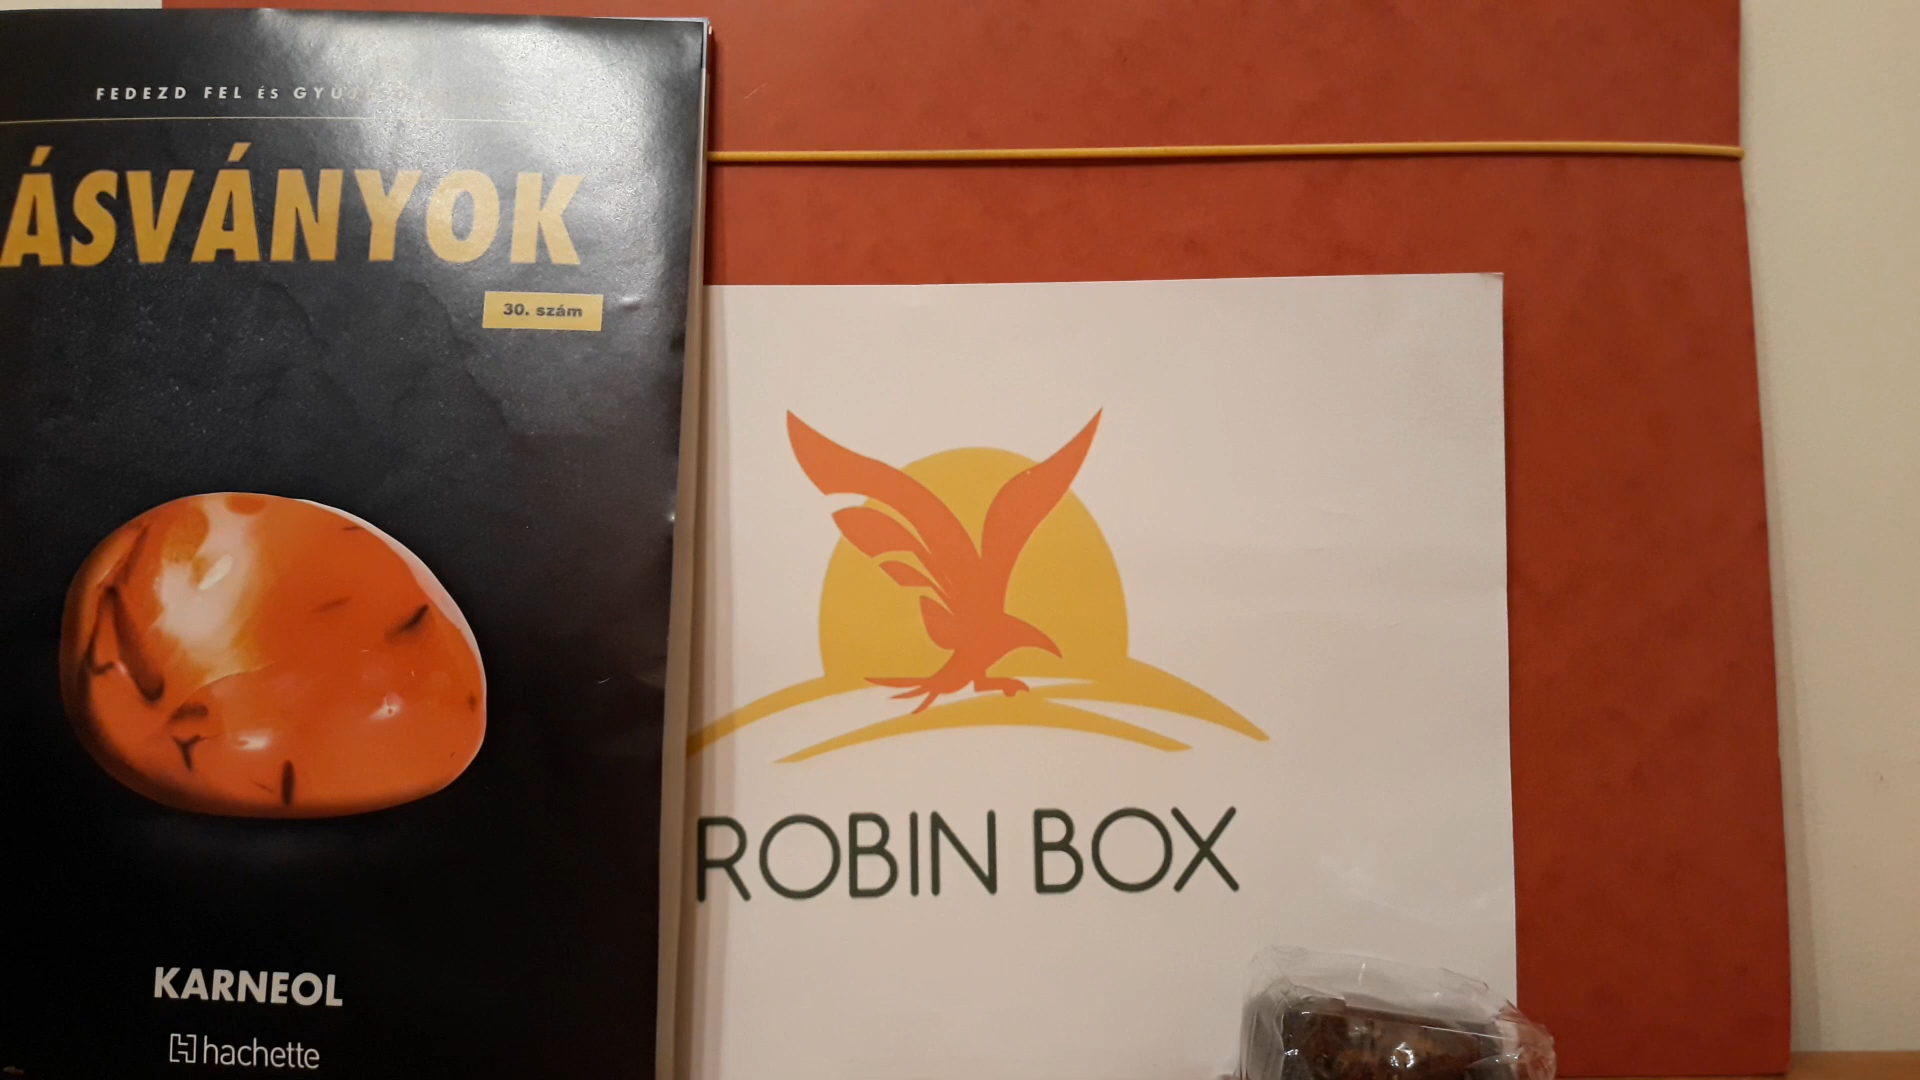 FEDEZD FEL ÉS
ÁSVÁNYOK
30. szám
KARNEOL
hachette
ROBIN BOX